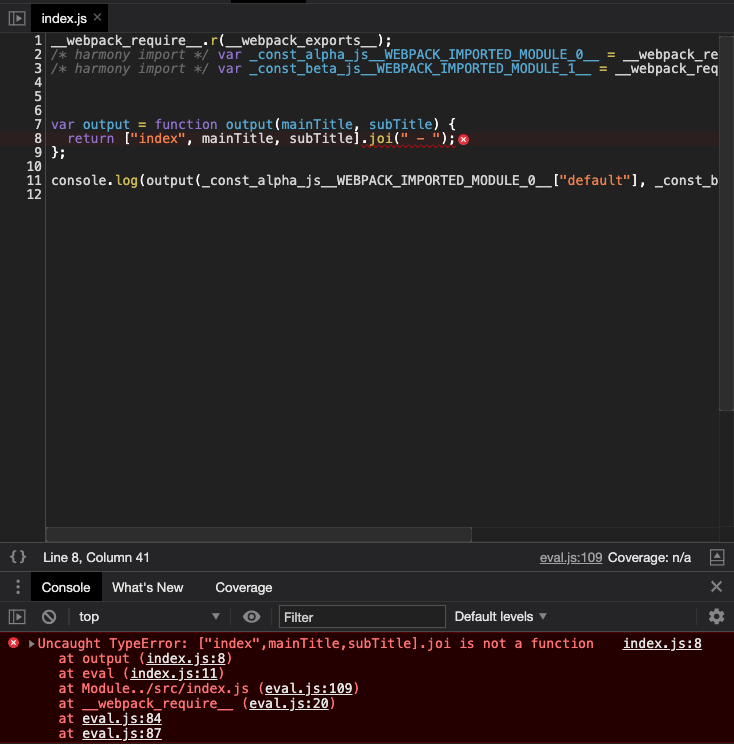 index.js ×
1 __webpack_require__.r(__webpack_exports__);
2 /* harmony import */ var _const_alpha_js__WEBPACK_IMPORTED_MODULE_0__ = __webpack_re
3 /* harmony import */ var _const_beta_js__WEBPACK_IMPORTED_MODULE_1__ = __webpack_req
4
5
6
7 var output = function output(mainTitle, subTitle) {
8   return ["index", mainTitle, subTitle].joi(" - ");
9 };
10
11 console.log(output(_const_alpha_js__WEBPACK_IMPORTED_MODULE_0__["default"], _const_b
12
{} Line 8, Column 41 eval.js:109 Coverage: n/a
Console What's New Coverage ×
top Filter Default levels
Uncaught TypeError: ["index",mainTitle,subTitle].joi is not a function index.js:8
at output (index.js:8)
at eval (index.js:11)
at Module../src/index.js (eval.js:109)
at __webpack_require__ (eval.js:20)
at eval.js:84
at eval.js:87